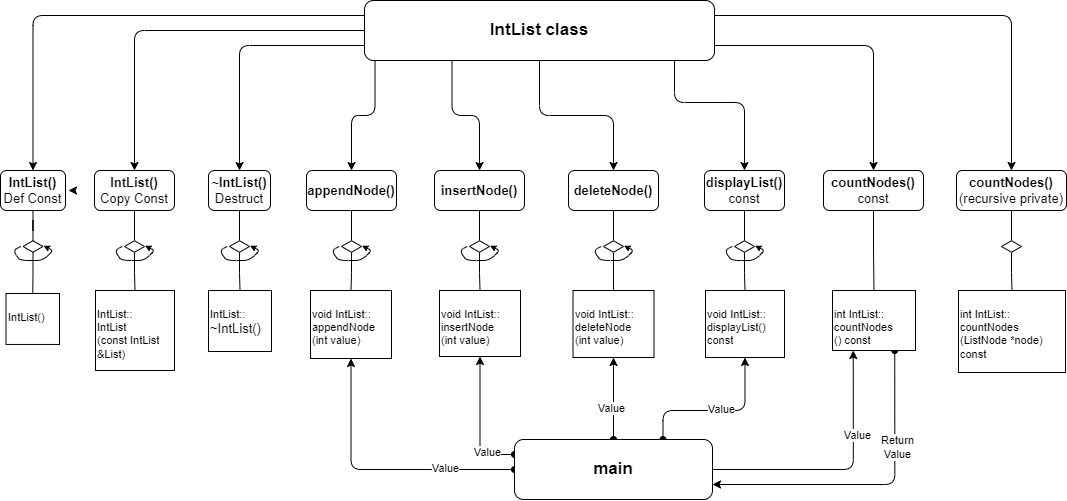 IntList class
IntList()
Def Const
IntList()
Copy Const
~IntList()
Destruct
appendNode()
insertNode()
deleteNode()
displayList()
const
countNodes()
const
countNodes()
(recursive private)
IntList()
IntList::
IntList
(const IntList
&List)
IntList::
~IntList()
void IntList::
appendNode
(int value)
void IntList::
insertNode
(int value)
void IntList::
deleteNode
(int value)
void IntList::
displayList()
const
int IntList::
countNodes
() const
int IntList::
countNodes
(ListNode *node)
const
Value
Value
Value
Value
Value
Return
Value
main